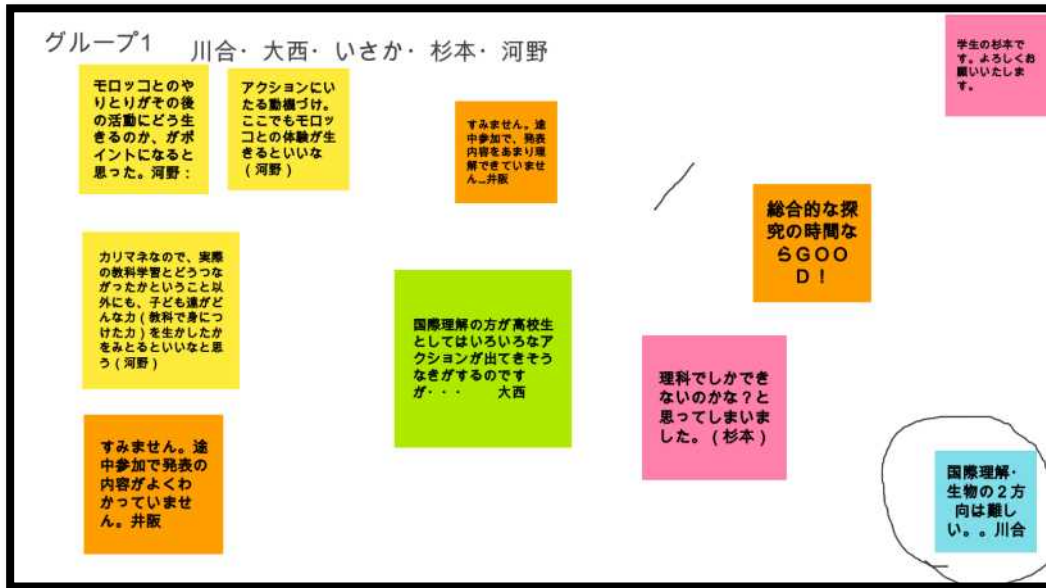 グループ1
川合・大西・いさか・杉本・河野
学生の杉本で
す。よろしくお
願いいたしま
す。
モロッコとのや
りとりがその後
の活動にどう生
きるのか、がポ
イントになると
思った。河野:
アクションにい
たる動機づけ。
ここでもモロッ
コとの体験が生
きるといいな
(河野)
すみません。途
中参加で、発表
内容をあまり理
解できていませ
ん…井阪
総合的な探
究の時間な
らGOO
D!
カリマネなので、実際
の教科学習とどうつな
がったかということ以
外にも、子ども達がど
んな力(教科で身につ
けた力)を生かしたか
をみとるといいなと思
う(河野)
国際理解の方が高校生
としてはいろいろなア
クションが出てきそう
なきがするのです
が・・・ 大西
理科でしかでき
ないのかな?と
思ってしまいま
した。(杉本)
すみません。途
中参加で発表の
内容がよくわ
かっていませ
ん。井阪
国際理解・
生物の2方
向は難し
い。。川合